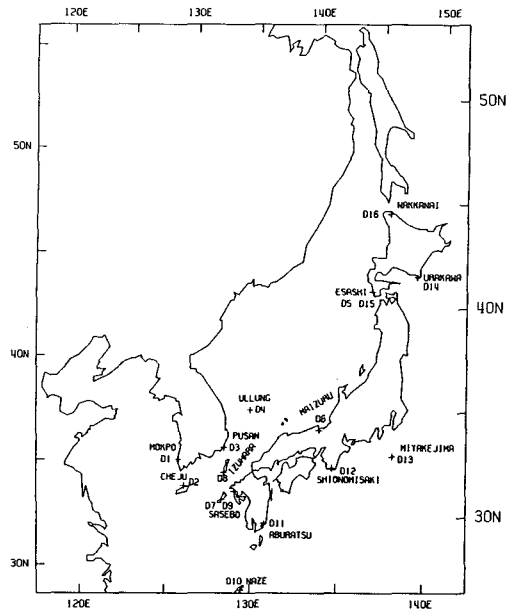 120E 130E 140E 150E
50N
50N
WAKKANAI
D16
URAKAWA
D14
ESASHI
D5 D15
40N
40N
ULLUNG
D4
MAIZURU
D6
PUSAN
D3
MOKPO
D1
IZUHARA
D8
CHEJU
D2
MITAKEJIMA
D13
D12
SHIONOMISAKI
D7 D9
SASEBO
D11
ABURATSU
30N
30N
D10 NAZE
120E 130E 140E